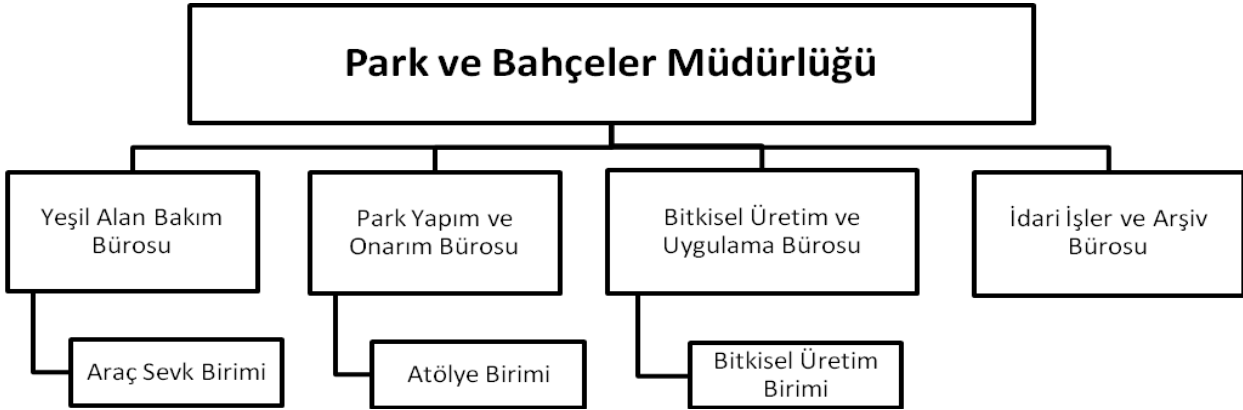 Park ve Bahçeler Müdürlüğü
Yeşil Alan Bakım
Bürosu
Park Yapım ve
Onarım Bürosu
Bitkisel Üretim ve
Uygulama Bürosu
İdari İşler ve Arşiv
Bürosu
Araç Sevk Birimi
Atölye Birimi
Bitkisel Üretim
Birimi